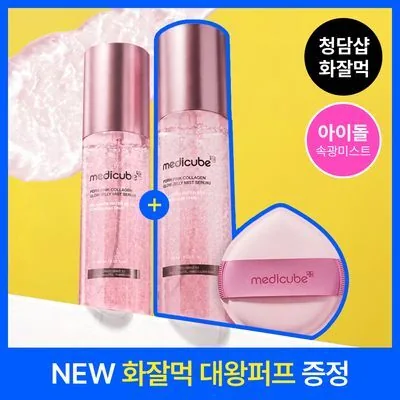 청담샵
화잘먹
아이돌
속광미스트
medicube
PDRN PINK COLLAGEN
GLOW JELLY MIST SERUM
+
medicube
PDRN PINK COLLAGEN
GLOW JELLY MIST SERUM
medicube
NEW 화잘먹 대왕퍼프 증정